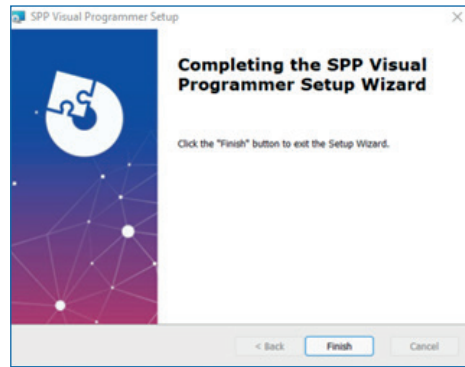 SPP Visual Programmer Setup
Completing the SPP Visual
Programmer Setup Wizard
Click the "Finish" button to exit the Setup Wizard.
< Back Finish Cancel